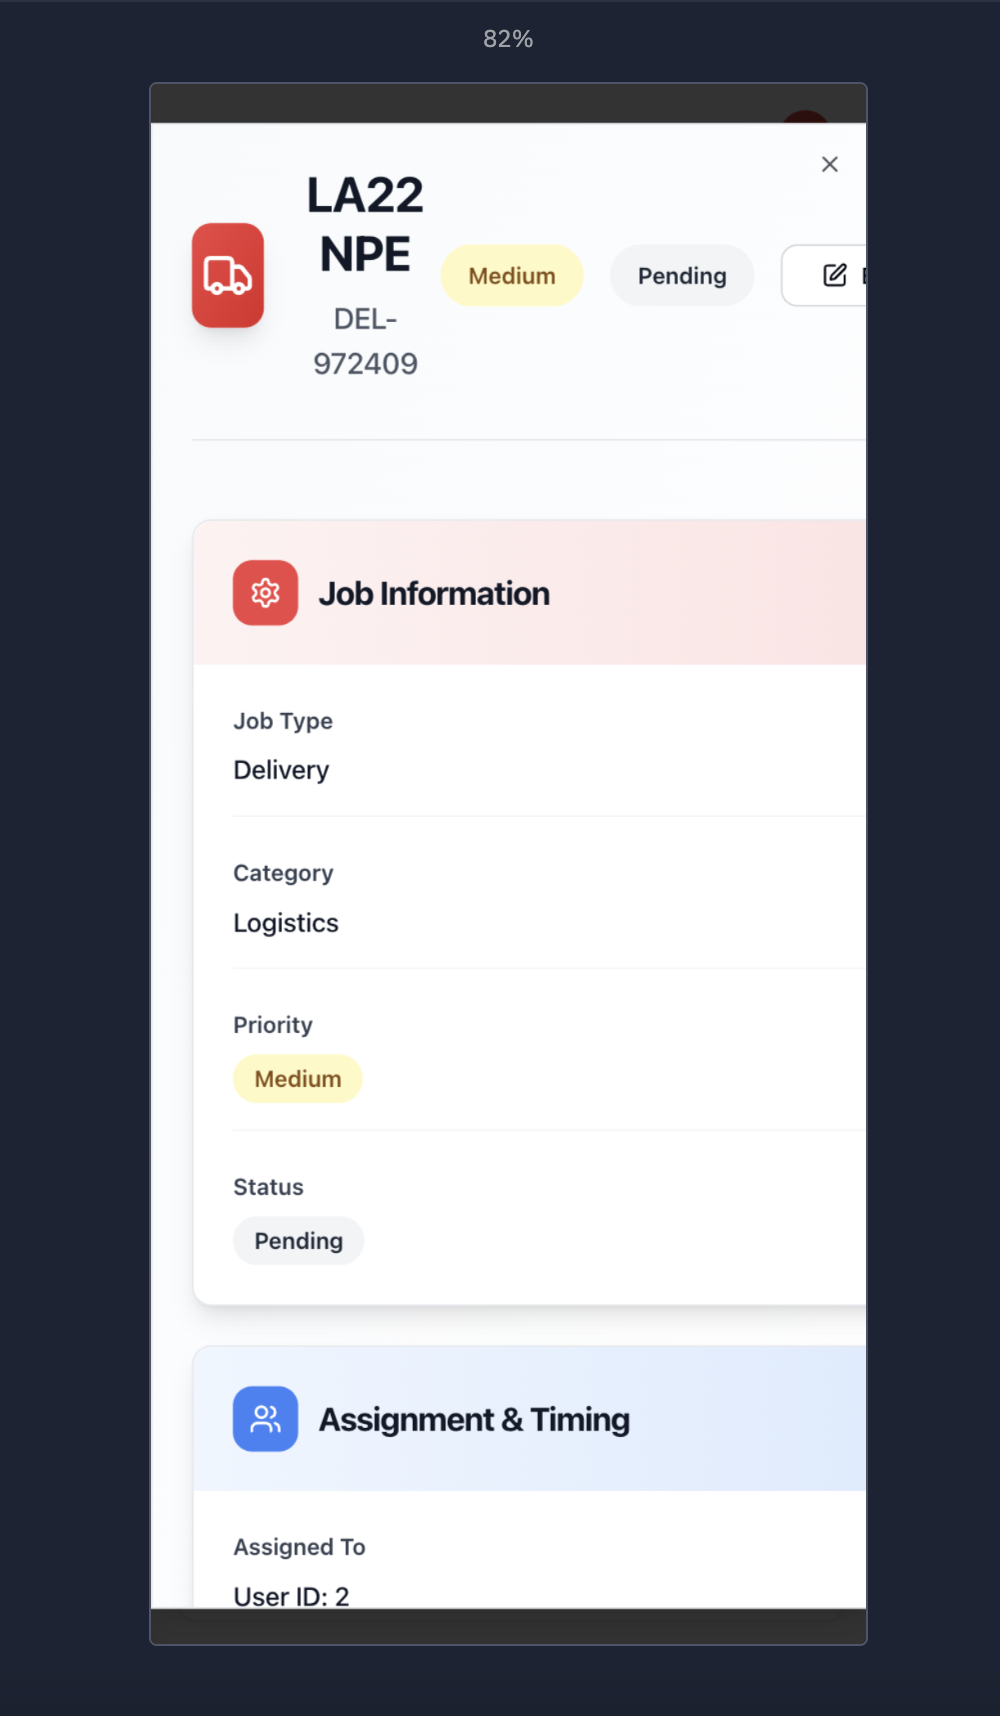 82%
LA22
NPE
DEL-
972409
Medium
Pending
Job Information
Job Type
Delivery
Category
Logistics
Priority
Medium
Status
Pending
Assignment & Timing
Assigned To
User ID: 2